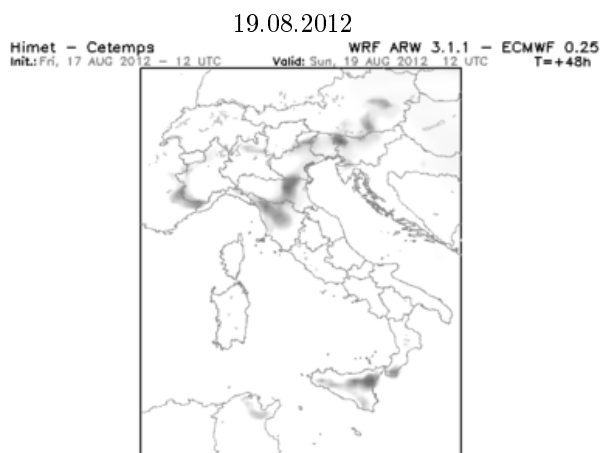 19.08.2012
Himet - Cetemps WRF ARW 3.1.1 - ECMWF 0.25
Init.: Fri, 17 AUG 2012 - 12 UTC Valid: Sun, 19 AUG 2012 12 UTC T=+48h